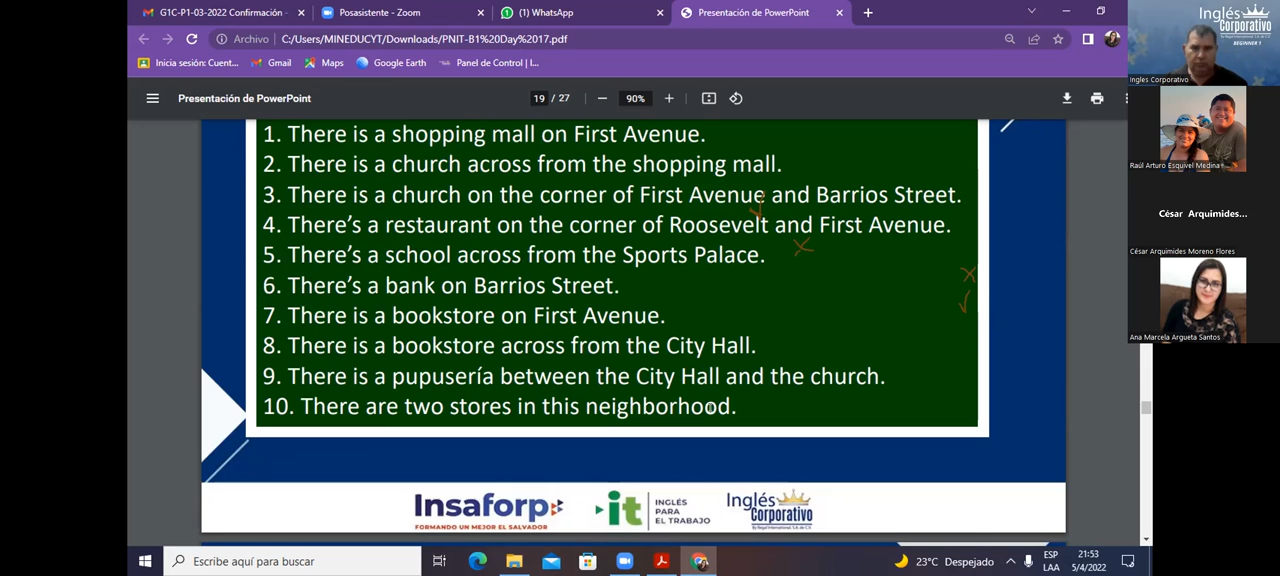 G1C-P1-03-2022 Confirmación
Posasistente - Zoom
(1) WhatsApp
Presentación de PowerPoint
Archivo
C:/Users/MINEDUCYT/Downloads/PNIT-B1%20Day%2017.pdf
Inicia sesión: Cuent...
Gmail
Maps
Google Earth
Panel de Control | I...
Presentación de PowerPoint
19 / 27
90%
1. There is a shopping mall on First Avenue.
2. There is a church across from the shopping mall.
3. There is a church on the corner of First Avenue and Barrios Street.
4. There's a restaurant on the corner of Roosevelt and First Avenue.
5. There's a school across from the Sports Palace.
6. There's a bank on Barrios Street.
7. There is a bookstore on First Avenue.
8. There is a bookstore across from the City Hall.
9. There is a pupusería between the City Hall and the church.
10. There are two stores in this neighborhood.
Insaforp
FORMANDO UN MEJOR EL SALVADOR
it
INGLÉS
PARA
EL TRABAJO
Inglés
Corporativo
Escribe aquí para buscar
23°C Despejado
ESP
LAA
21:53
5/4/2022
Inglés
Corporativo
BEGINNER 1
Ingles Corporativo
Raúl Arturo Esquivel Medina
César Arquimides...
César Arquimides Moreno Flores
Ana Marcela Argueta Santos